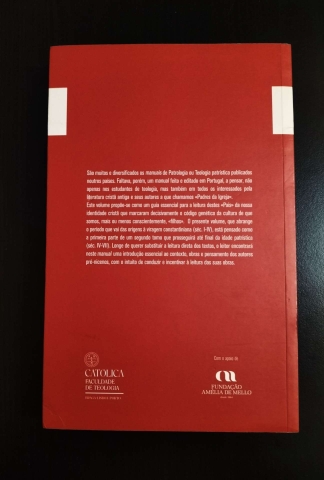 São muitos e diversificados os manuais de Patrologia ou Teologia patrística publicados
noutros países. Faltava, porém, um manual feito e editado em Portugal, a pensar, não
apenas nos estudantes de teologia, mas também em todos os interessados pela
literatura cristã antiga e seus autores a que chamamos «Padres da Igreja».
Este volume propõe-se como um guia essencial para a leitura destes «Pais» da nossa
identidade cristã que marcaram decisivamente o código genético da cultura de que
somos, mais ou menos conscientemente, «filhos». O presente volume, que abrange
o período que vai das origens à viragem constantiniana (séc. I-IV), está pensado como
a primeira parte de um segundo tomo que prosseguirá até final da idade patrística
(séc. IV-VII). Longe de querer substituir a leitura direta dos textos, o leitor encontrará
neste manual uma introdução essencial ao contexto, obras e pensamento dos autores
pré-nicenos, com o intuito de conduzir e incentivar à leitura das suas obras.
Com o apoio de
CATÓLICA
FACULDADE
DE TEOLOGIA
FUNDAÇÃO
AMÉLIA DE MELLO